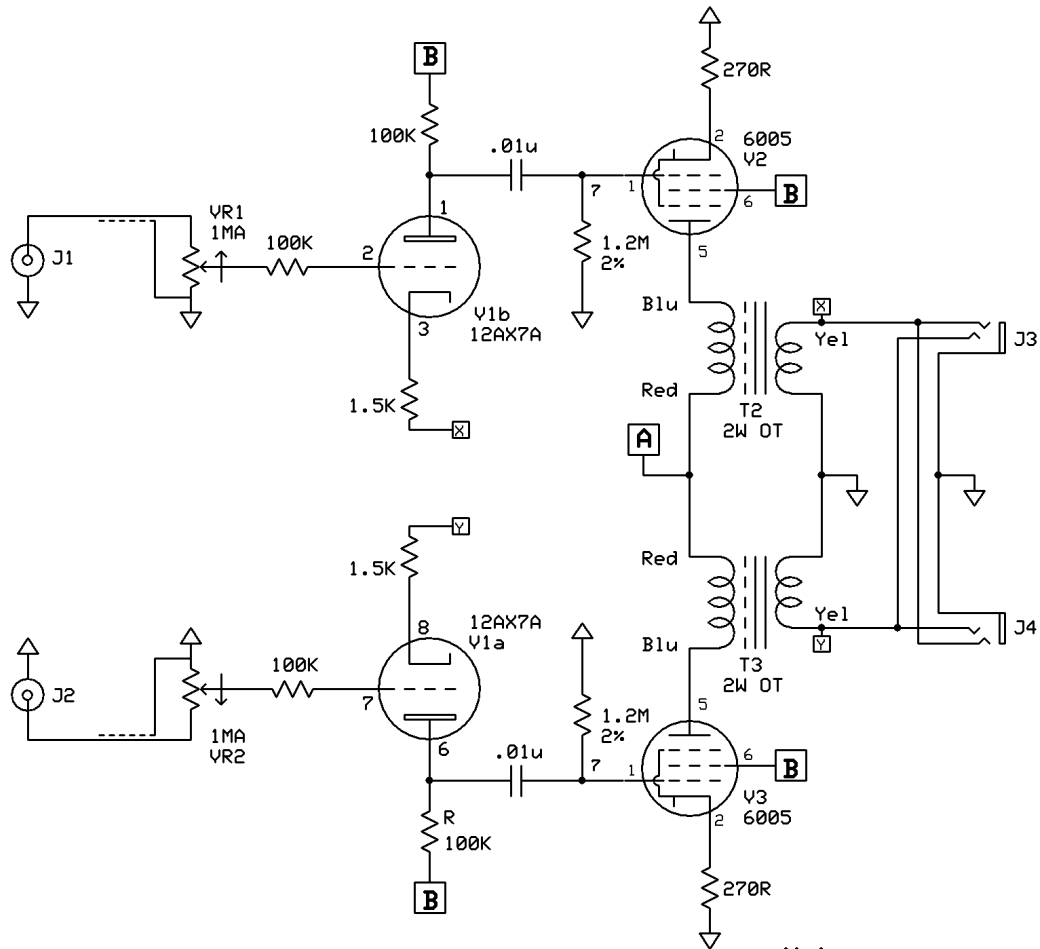 270R
B
100K
.01u
2
6005
V2
1
7
1
6
B
5
VR1
1MA
100K
2
1.2M
2%
J1
3
V1b
12AX7A
Blu
X
Yel
J3
Red
T2
2W OT
1.5K
X
A
Y
1.5K
Red
8
12AX7A
V1a
Yel
J4
Y
Blu
T3
2W OT
100K
J2
7
5
1MA
VR2
1.2M
2%
6
.01u
7
1
6
B
V3
6005
2
R
100K
B
270R